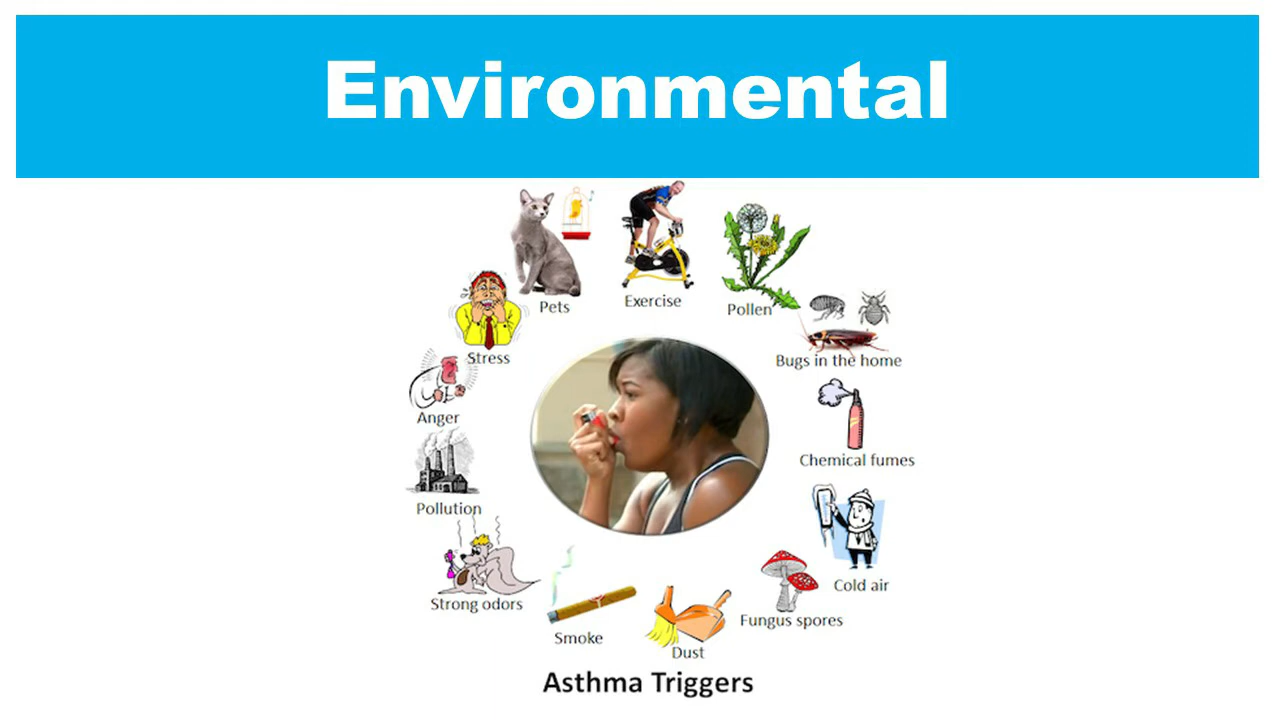 Environmental
Pets
Exercise
Pollen
Bugs in the home
Chemical fumes
Cold air
Fungus spores
Dust
Smoke
Strong odors
Pollution
Anger
Stress
Asthma Triggers